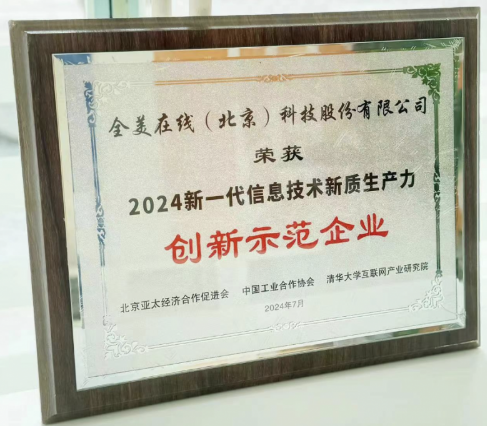 全美在线（北京）科技股份有限公司
荣获
2024新一代信息技术新质生产力
创新示范企业
北京亚太经济合作促进会 中国工业合作协会 清华大学互联网产业研究院
2024年7月